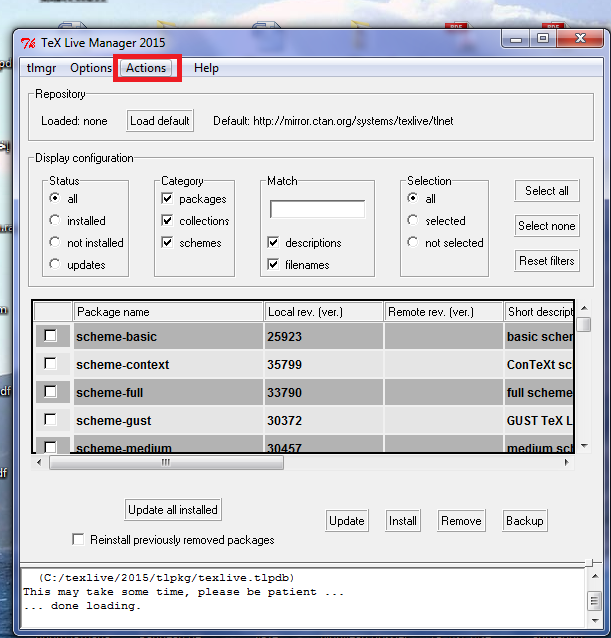 TeX Live Manager 2015
tlmgr Options Actions Help
Repository
Loaded: none Load default Default: http://mirror.ctan.org/systems/texlive/tlnet
Display configuration
Status
all
installed
not installed
updates
Category
packages
collections
schemes
Match
descriptions
filenames
Selection
all
selected
not selected
Select all
Select none
Reset filters
Package name Local rev. (ver.) Remote rev. (ver.) Short descript
scheme-basic 25923 basic schem
scheme-context 35799 ConTeXt sc
scheme-full 33790 full scheme
scheme-gust 30372 GUST TeX L
scheme-medium 30457 medium sch
Update all installed
Reinstall previously removed packages
Update Install Remove Backup
(C:/texlive/2015/tlpkg/texlive.tlpdb)
This may take some time, please be patient ...
... done loading.